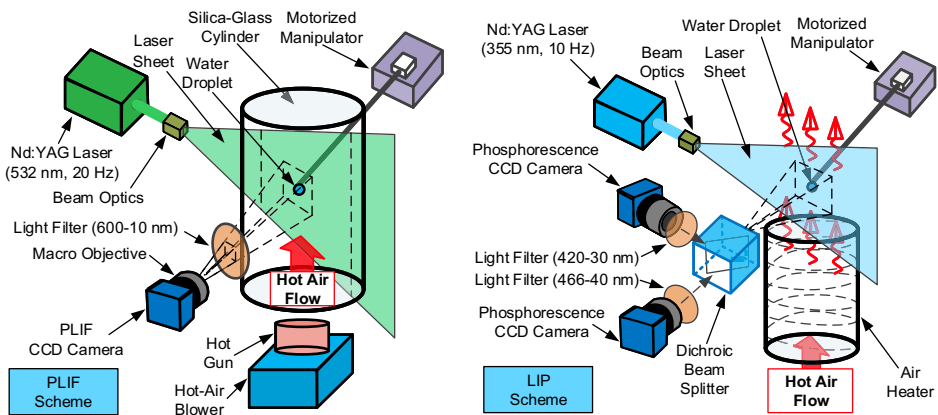 Silica-Glass
Cylinder
Motorized
Manipulator
Laser
Sheet
Water
Droplet
Nd:YAG Laser
(532 nm, 20 Hz)
Beam Optics
Light Filter (600-10 nm)
Macro Objective
Hot Air
Flow
PLIF
CCD Camera
Hot
Gun
Hot-Air
Blower
PLIF
Scheme
Nd:YAG Laser
(355 nm, 10 Hz)
Water Droplet
Motorized
Manipulator
Beam
Optics
Laser
Sheet
Phosphorescence
CCD Camera
Light Filter (420-30 nm)
Light Filter (466-40 nm)
Phosphorescence
CCD Camera
Dichroic
Beam
Splitter
Air
Heater
Hot Air
Flow
LIP
Scheme